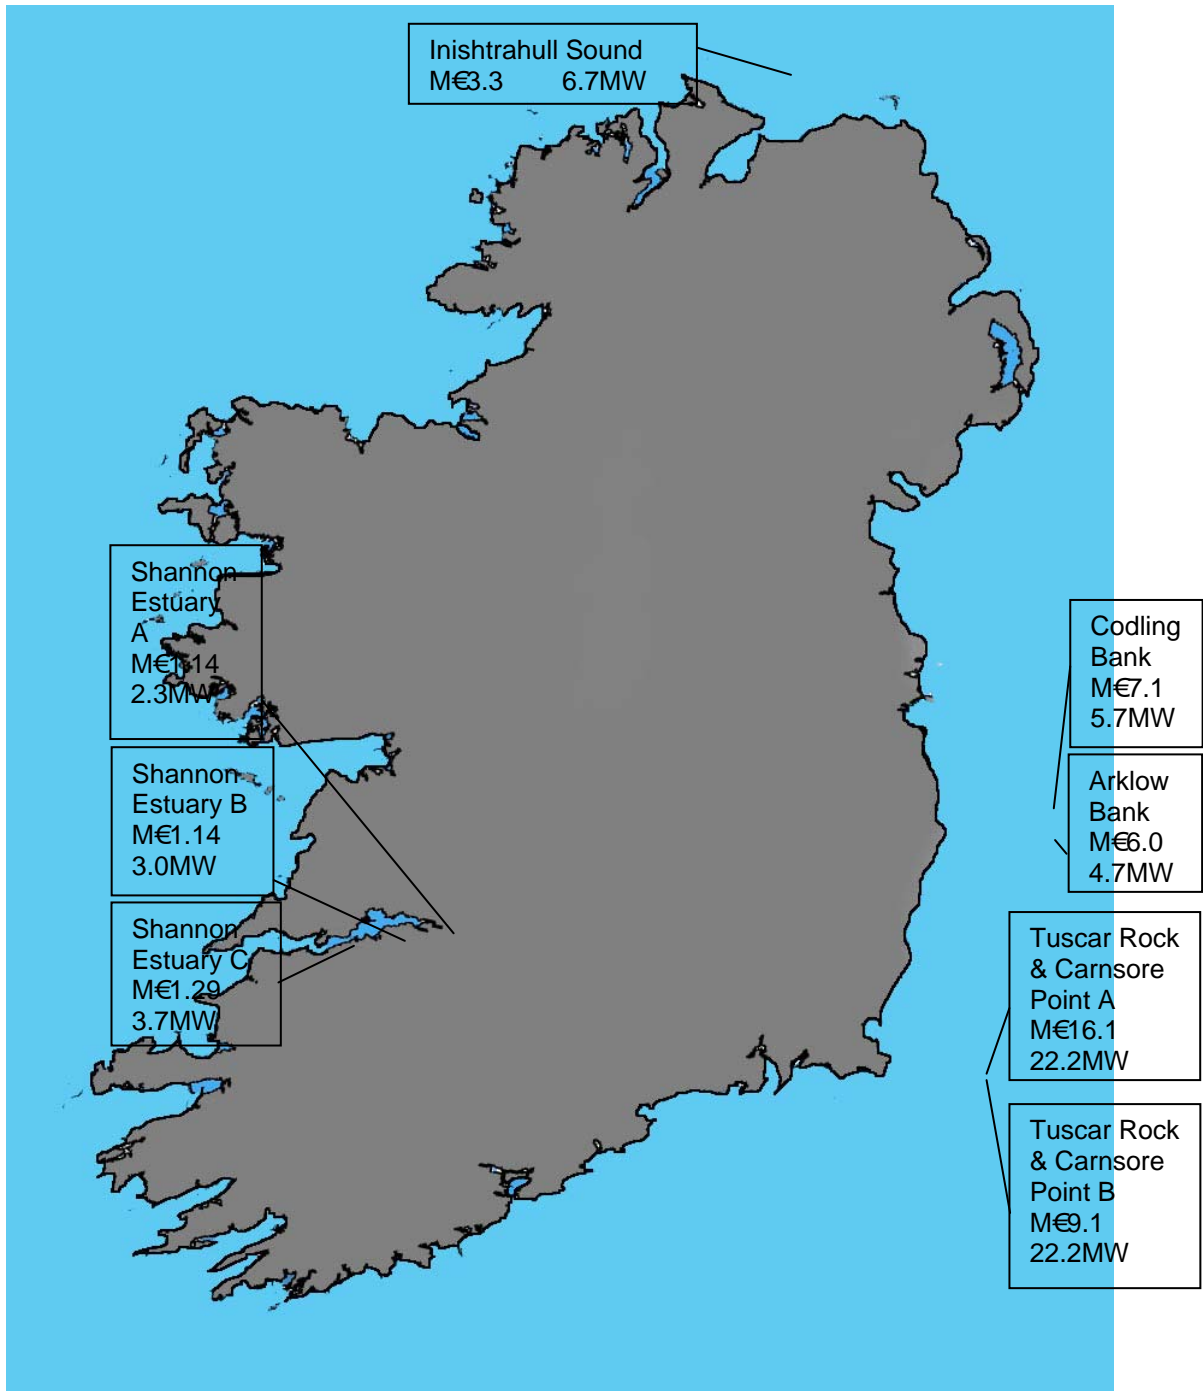 Inishtrahull Sound
M€3.3 6.7MW
Shannon
Estuary
A
M€1.14
2.3MW
Shannon
Estuary B
M€1.14
3.0MW
Shannon
Estuary C
M€1.29
3.7MW
Codling
Bank
M€7.1
5.7MW
Arklow
Bank
M€6.0
4.7MW
Tuscar Rock
& Carnsore
Point A
M€16.1
22.2MW
Tuscar Rock
& Carnsore
Point B
M€9.1
22.2MW